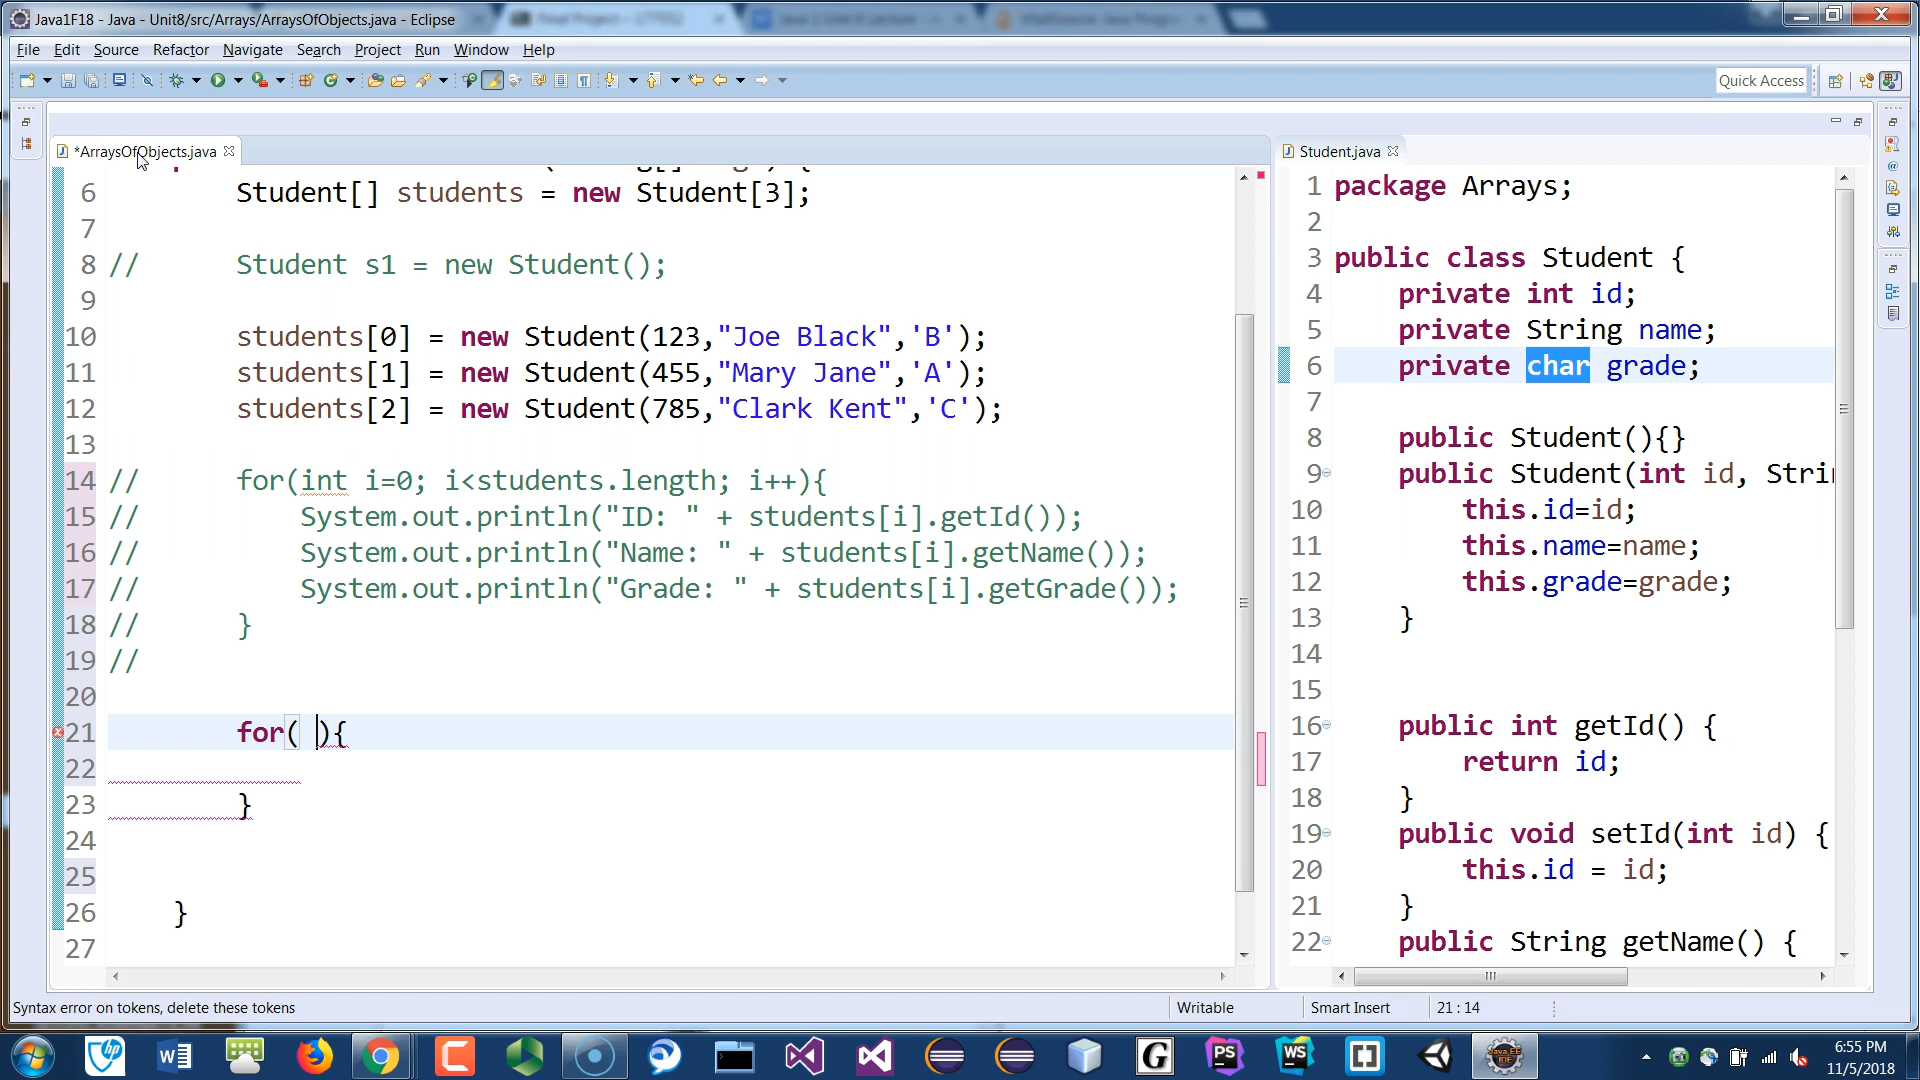 Java1F18 - Java - Unit8/src/Arrays/ArraysOfObjects.java - Eclipse
File Edit Source Refactor Navigate Search Project Run Window Help
Quick Access
*ArraysOfObjects.java
6 Student[] students = new Student[3];
7
8 // Student s1 = new Student();
9
10 students[0] = new Student(123,"Joe Black",'B');
11 students[1] = new Student(455,"Mary Jane",'A');
12 students[2] = new Student(785,"Clark Kent",'C');
13
14 // for(int i=0; i<students.length; i++){
15 // System.out.println("ID: " + students[i].getId());
16 // System.out.println("Name: " + students[i].getName());
17 // System.out.println("Grade: " + students[i].getGrade());
18 // }
19 //
20
21 for( ){
22
23 }
24
25
26 }
27
Student.java
1 package Arrays;
2
3 public class Student {
4 private int id;
5 private String name;
6 private char grade;
7
8 public Student(){}
9 public Student(int id, Stri
10 this.id=id;
11 this.name=name;
12 this.grade=grade;
13 }
14
15
16 public int getId() {
17 return id;
18 }
19 public void setId(int id) {
20 this.id = id;
21 }
22 public String getName() {
Syntax error on tokens, delete these tokens
Writable
Smart Insert
21 : 14
6:55 PM
11/5/2018